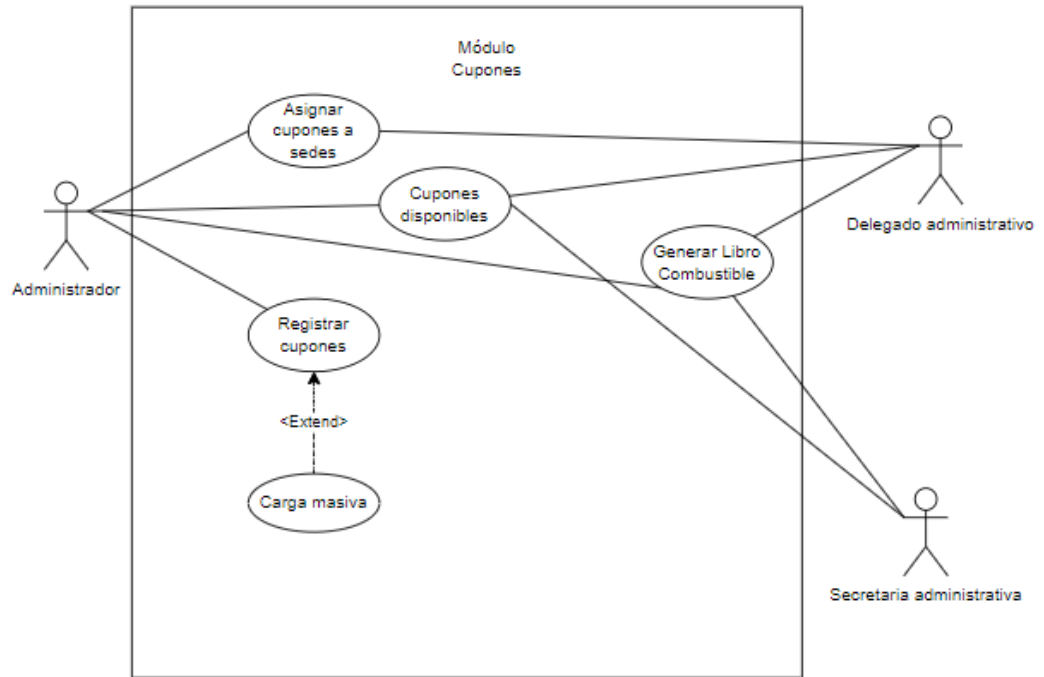 Módulo
Cupones
Asignar
cupones a
sedes
Cupones
disponibles
Delegado administrativo
Generar Libro
Combustible
Administrador
Registrar
cupones
<Extend>
Carga masiva
Secretaria administrativa